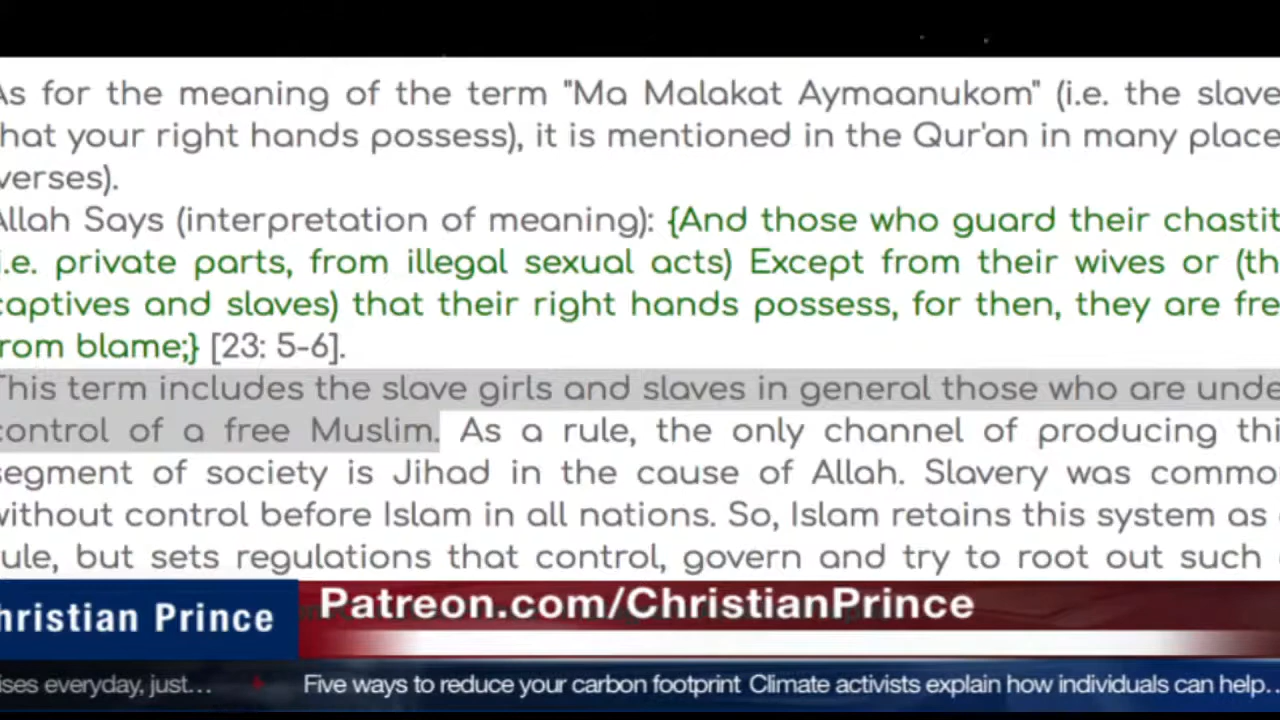 As for the meaning of the term "Ma Malakat Aymaanukom" (i.e. the slave
that your right hands possess), it is mentioned in the Qur'an in many place
verses).
Allah Says (interpretation of meaning): {And those who guard their chastit
i.e. private parts, from illegal sexual acts) Except from their wives or (th
captives and slaves) that their right hands possess, for then, they are fre
rom blame;} [23: 5-6].
This term includes the slave girls and slaves in general those who are unde
control of a free Muslim. As a rule, the only channel of producing thi
segment of society is Jihad in the cause of Allah. Slavery was commo
without control before Islam in all nations. So, Islam retains this system as
rule, but sets regulations that control, govern and try to root out such
hristian Prince
Patreon.com/ChristianPrince
ises everyday, just... Five ways to reduce your carbon footprint Climate activists explain how individuals can help..